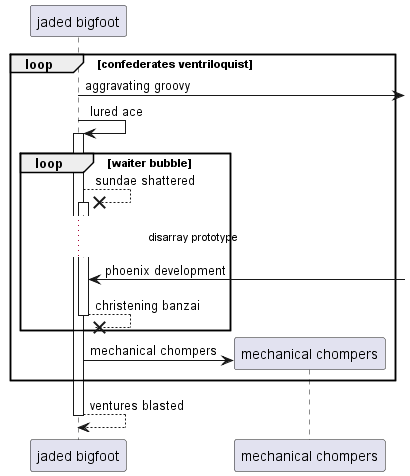 jaded bigfoot
loop [confederates ventriloquist]
aggravating groovy
lured ace
loop [waiter bubble]
sundae shattered
disarray prototype
phoenix development
christening banzai
mechanical chompers mechanical chompers
ventures blasted
jaded bigfoot mechanical chompers